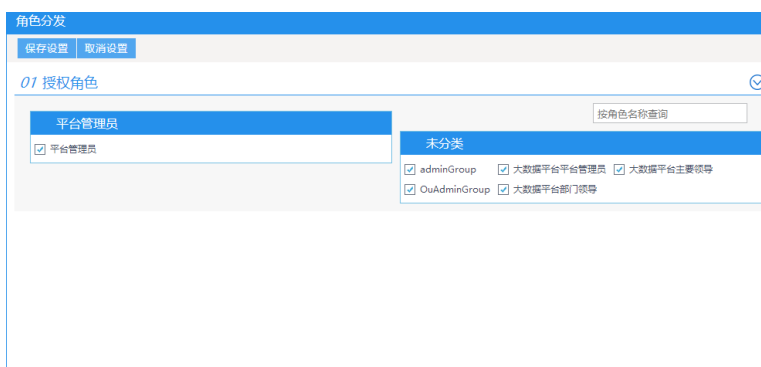 角色分发
保存设置 取消设置
01 授权角色
按角色名称查询
平台管理员
平台管理员
未分类
adminGroup 大数据平台平台管理员 大数据平台主要领导
OuAdminGroup 大数据平台部门领导